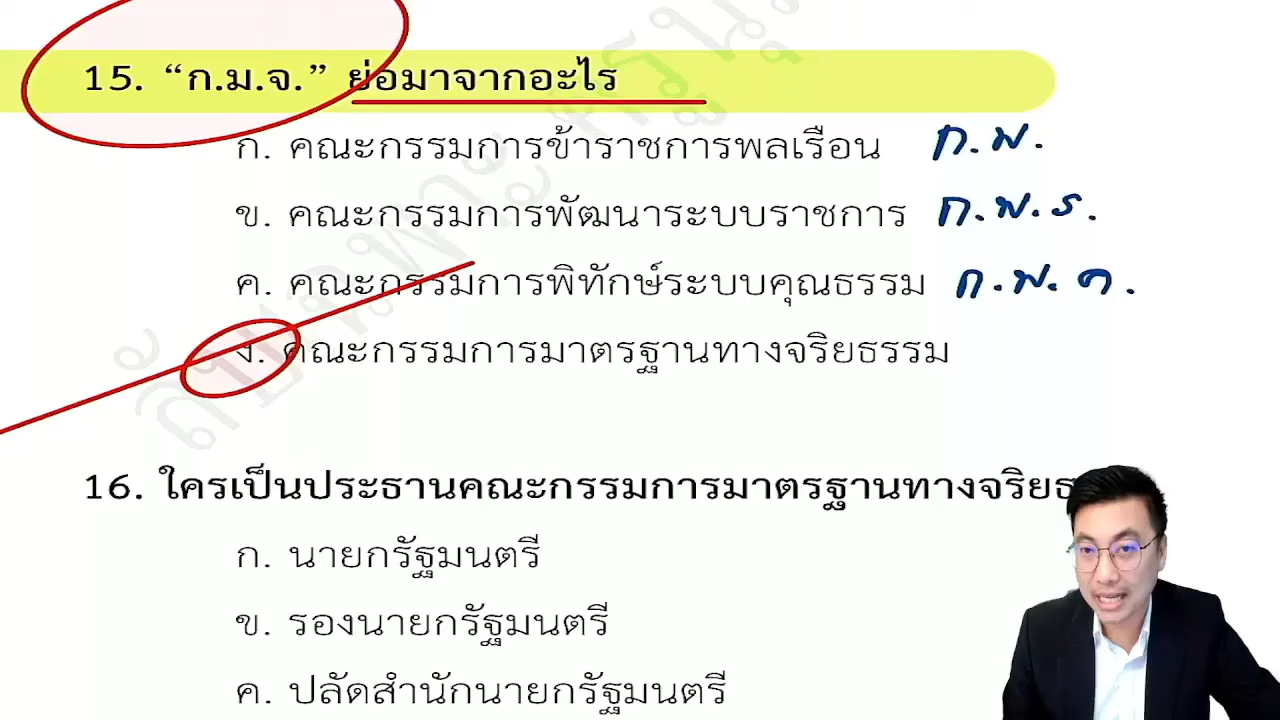 15. “ก.ม.จ.” ย่อมาจากอะไร
ก. คณะกรรมการข้าราชการพลเรือน ก.พ.
ข. คณะกรรมการพัฒนาระบบราชการ ก.พ.ร.
ค. คณะกรรมการพิทักษ์ระบบคุณธรรม ก.พ.ค.
ง. คณะกรรมการมาตรฐานทางจริยธรรม
16. ใครเป็นประธานคณะกรรมการมาตรฐานทางจริยธ
ก. นายกรัฐมนตรี
ข. รองนายกรัฐมนตรี
ค. ปลัดสำนักนายกรัฐมนตรี